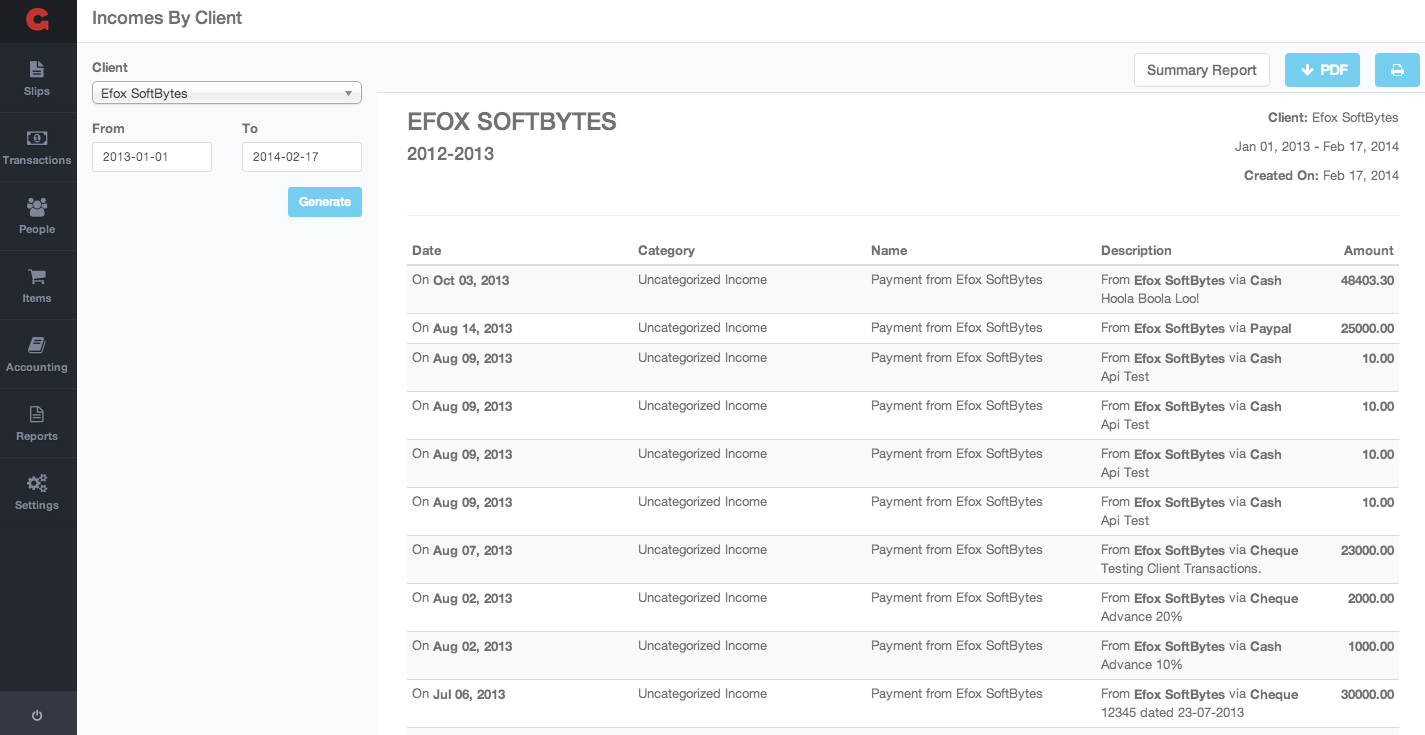 Incomes By Client
Slips
Transactions
People
Items
Accounting
Reports
Settings
Client
Efox SoftBytes
From To
2013-01-01 2014-02-17
Generate
Summary Report PDF
EFOX SOFTBYTES
2012-2013
Client: Efox SoftBytes
Jan 01, 2013 - Feb 17, 2014
Created On: Feb 17, 2014
Date Category Name Description Amount
On Oct 03, 2013 Uncategorized Income Payment from Efox SoftBytes From Efox SoftBytes via Cash 48403.30
Hoola Boola Loo!
On Aug 14, 2013 Uncategorized Income Payment from Efox SoftBytes From Efox SoftBytes via Paypal 25000.00
On Aug 09, 2013 Uncategorized Income Payment from Efox SoftBytes From Efox SoftBytes via Cash 10.00
Api Test
On Aug 09, 2013 Uncategorized Income Payment from Efox SoftBytes From Efox SoftBytes via Cash 10.00
Api Test
On Aug 09, 2013 Uncategorized Income Payment from Efox SoftBytes From Efox SoftBytes via Cash 10.00
Api Test
On Aug 09, 2013 Uncategorized Income Payment from Efox SoftBytes From Efox SoftBytes via Cash 10.00
Api Test
On Aug 07, 2013 Uncategorized Income Payment from Efox SoftBytes From Efox SoftBytes via Cheque 23000.00
Testing Client Transactions.
On Aug 02, 2013 Uncategorized Income Payment from Efox SoftBytes From Efox SoftBytes via Cheque 2000.00
Advance 20%
On Aug 02, 2013 Uncategorized Income Payment from Efox SoftBytes From Efox SoftBytes via Cash 1000.00
Advance 10%
On Jul 06, 2013 Uncategorized Income Payment from Efox SoftBytes From Efox SoftBytes via Cheque 30000.00
12345 dated 23-07-2013